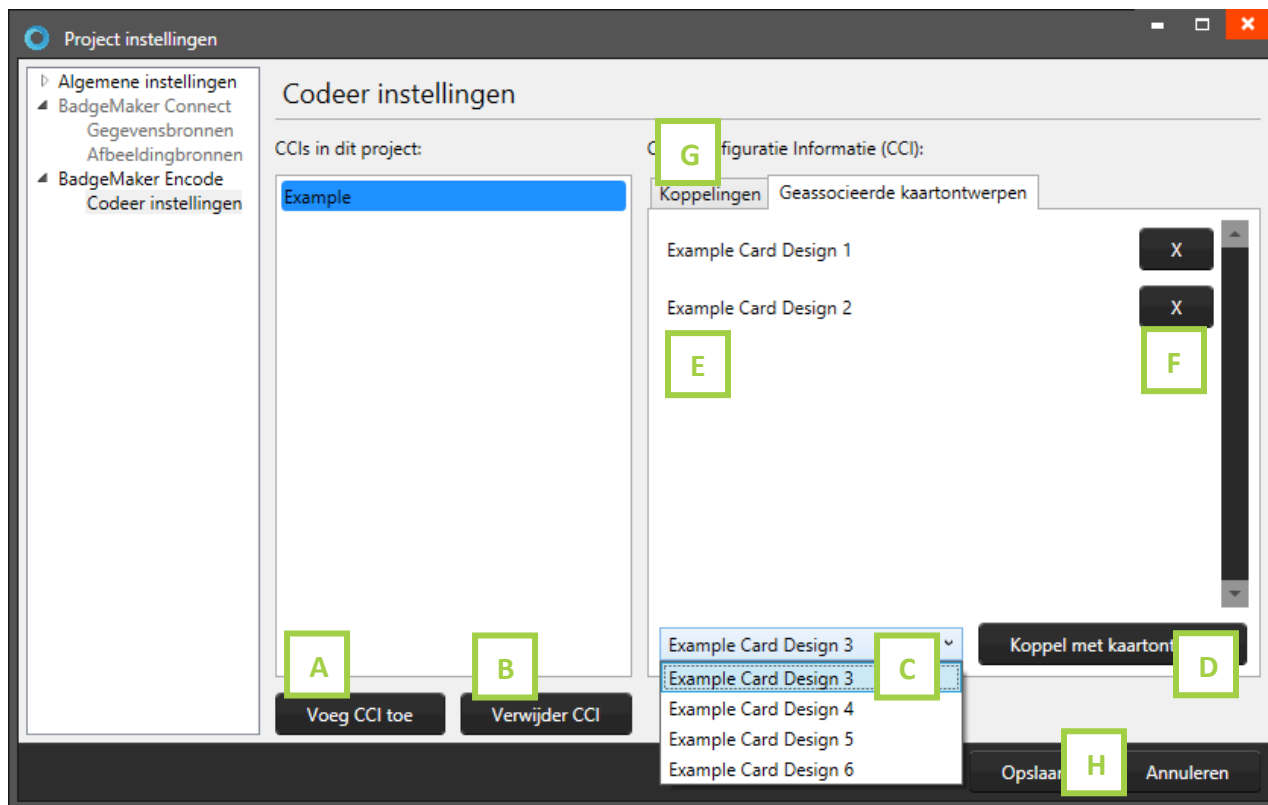 Project instellingen
Algemene instellingen
BadgeMaker Connect
Gegevensbronnen
Afbeeldingbronnen
BadgeMaker Encode
Codeer instellingen
Codeer instellingen
CCIs in dit project:
Example
A
B
Voeg CCI toe
Verwijder CCI
G
figuratie Informatie (CCI):
Koppelingen
Geassocieerde kaartontwerpen
Example Card Design 1
X
Example Card Design 2
X
E
F
Example Card Design 3
C
Koppel met kaarton
D
Example Card Design 3
Example Card Design 4
Example Card Design 5
Example Card Design 6
Opslaa
H
Annuleren